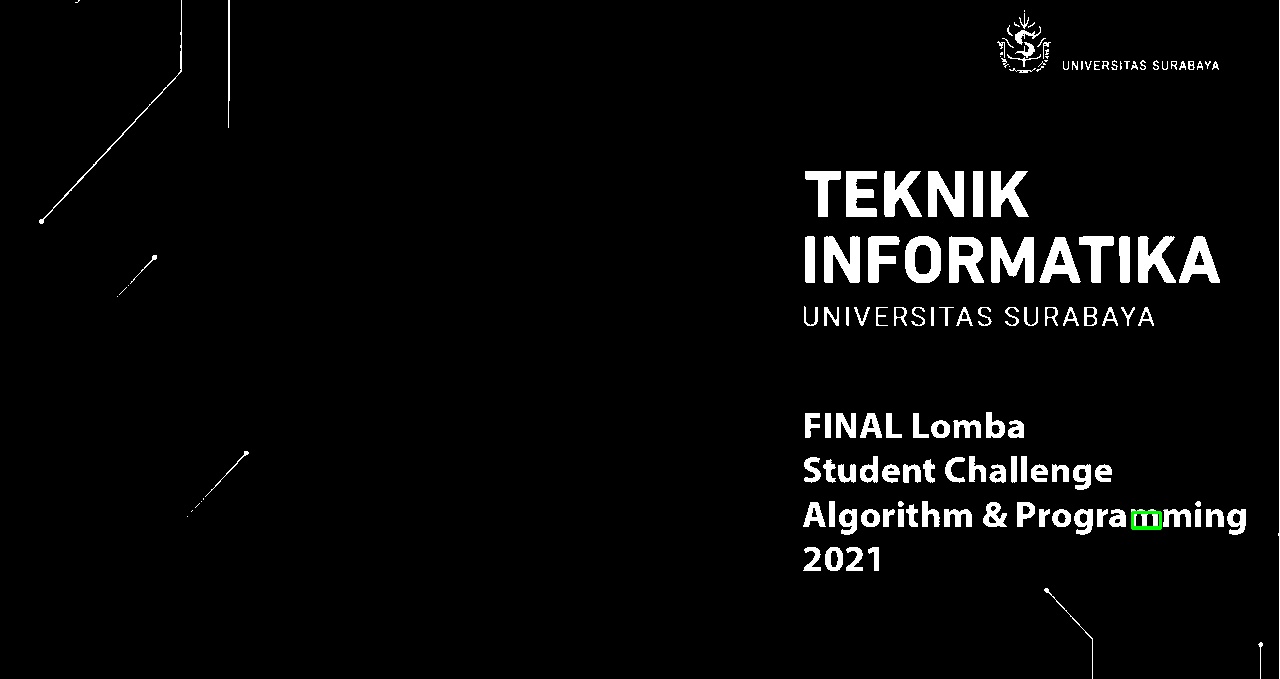 UNIVERSITAS SURABAYA
TEKNIK
INFORMATIKA
UNIVERSITAS SURABAYA
FINAL Lomba
Student Challenge
Algorithm & Programming
2021